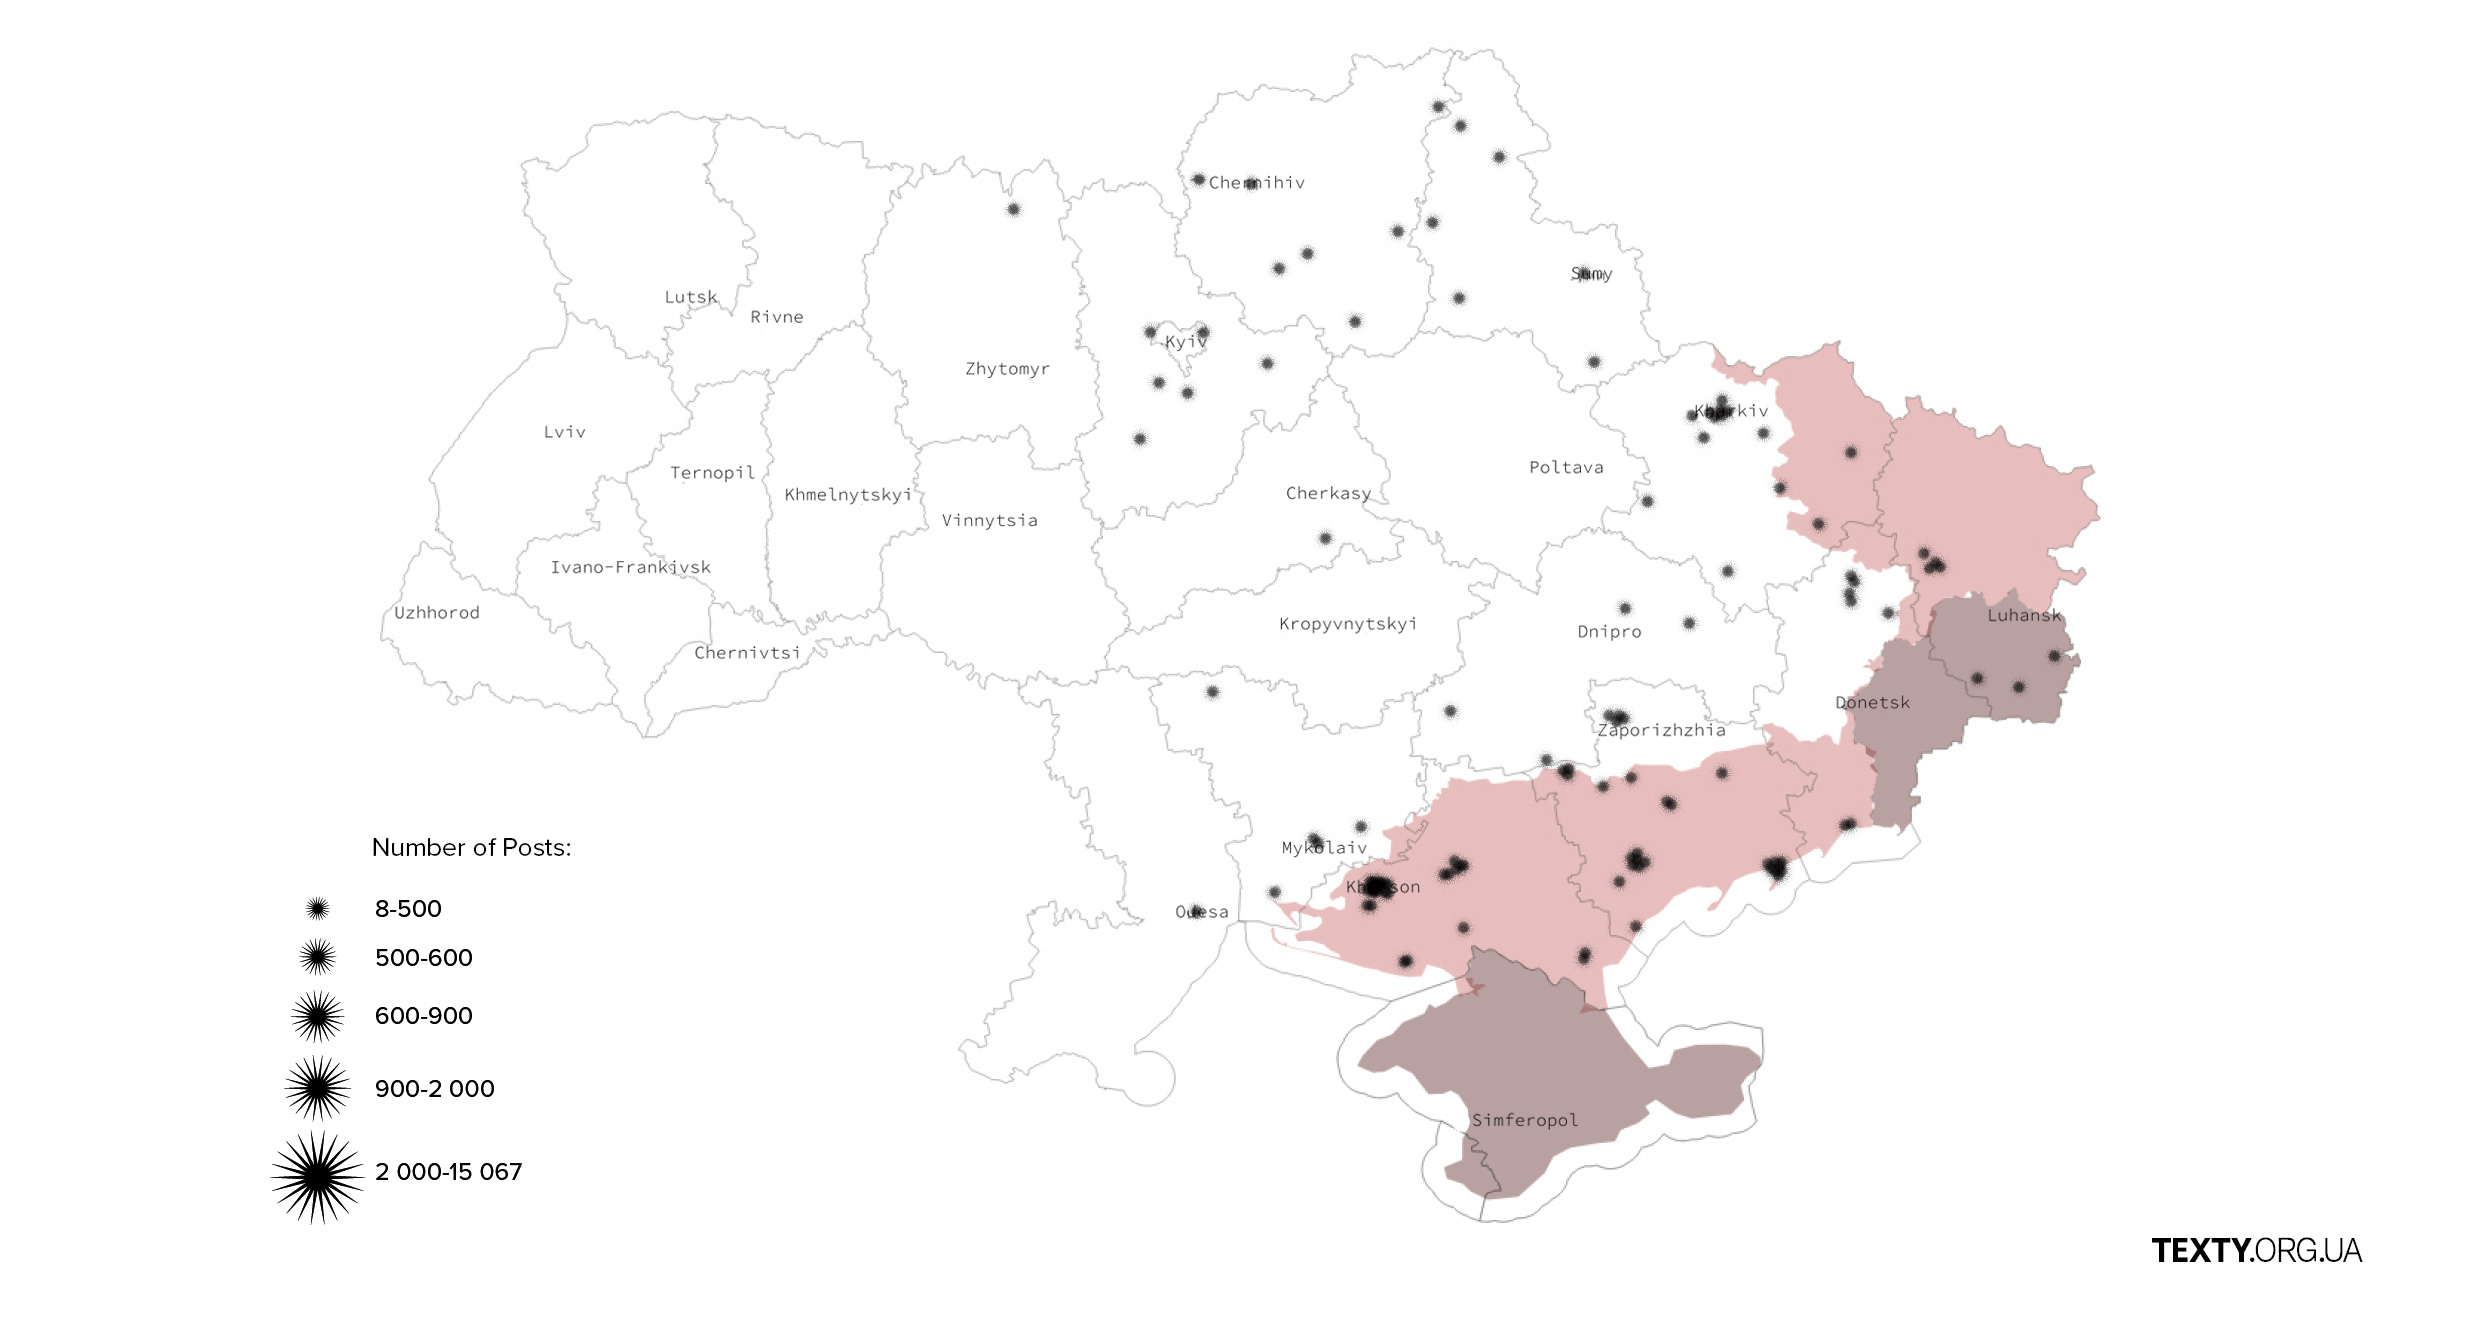 Chernihiv
Sumy
Lutsk
Rivne
Kyiv
Zhytomyr
Kharkiv
Lviv
Ternopil
Poltava
Khmelnytskyi
Cherkasy
Vinnytsia
Ivano-Frankivsk
Uzhhorod
Luhansk
Kropyvnytskyi
Dnipro
Chernivtsi
Donetsk
Zaporizhzhia
Mykolaiv
Number of Posts:
Kherson
8-500
Odesa
500-600
600-900
900-2 000
Simferopol
2 000-15 067
TEXTY.ORG.UA